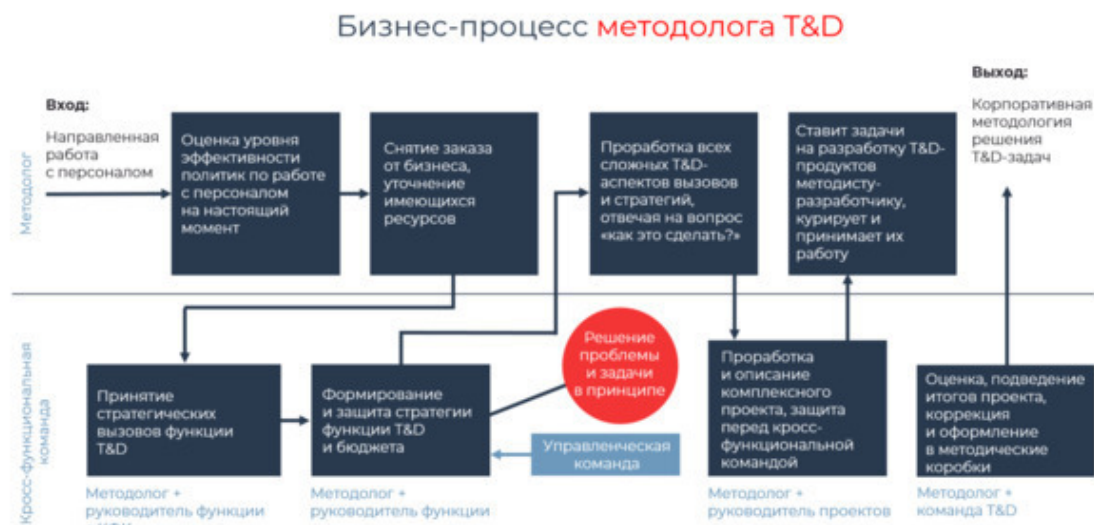 Бизнес-процесс методолога T&D
Методолог
Вход:
Направленная
работа
с персоналом
Оценка уровня
эффективности
политик по работе
с персоналом
на настоящий
момент
Снятие заказа
от бизнеса,
уточнение
имеющихся
ресурсов
Проработка всех
сложных T&D-
аспектов вызовов
и стратегий,
отвечая на вопрос
«как это сделать?»
Ставит задачи
на разработку T&D-
продуктов
методисту-
разработчику,
курирует и
принимает их
работу
Выход:
Корпоративная
методология
решения
T&D-задач
Кросс-функциональная
команда
Принятие
стратегических
вызовов функции
T&D
Методолог +
руководитель функции
Формирование
и защита стратегии
функции T&D
и бюджета
Методолог +
руководитель функции
Решение
проблемы
и задачи
в принципе
Управленческая
команда
Проработка
и описание
комплексного
проекта, защита
перед кросс-
функциональной
командой
Методолог +
руководитель проектов
Оценка, подведение
итогов проекта,
коррекция
и оформление
в методические
коробки
Методолог +
команда T&D